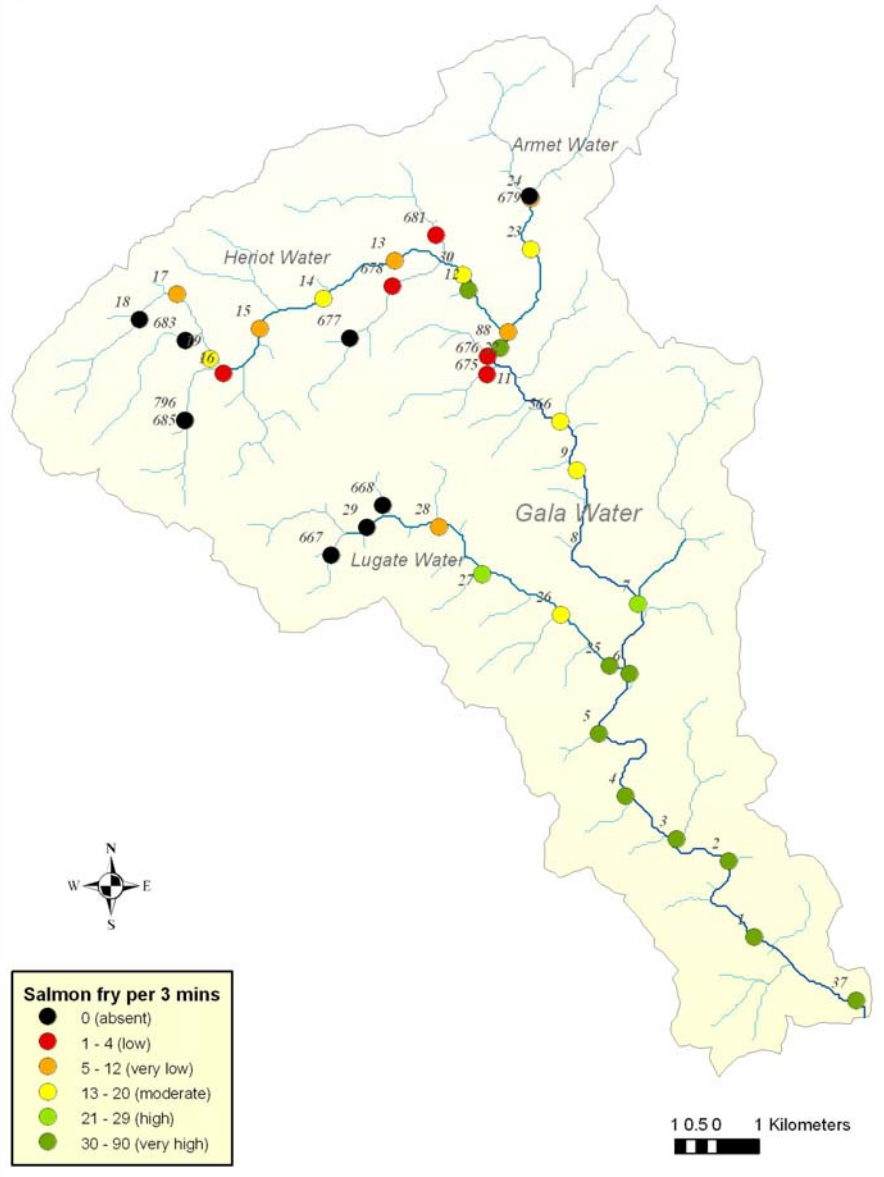 Armet Water
24
679
681
23
13
30
Heriot Water
678
12
17
14
18
15
683
677
88
19
676
16
675
11
796
566
685
9
668
28
Gala Water
29
667
8
Lugate Water
27
7
26
25
6
5
4
3
2
N
W
E
S
1
37
Salmon fry per 3 mins
0 (absent)
1 - 4 (low)
5 - 12 (very low)
13 - 20 (moderate)
21 - 29 (high)
30 - 90 (very high)
1 0.5 0 1 Kilometers